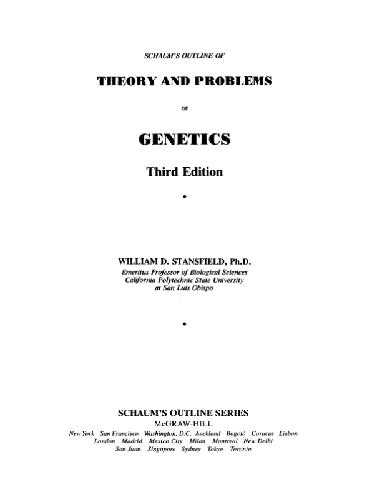 SCHAUM'S OUTLINE OF
THEORY AND PROBLEMS
OF
GENETICS
Third Edition
•
WILLIAM D. STANSFIELD, Ph.D.
Emeritus Professor of Biological Sciences
California Polytechnic State University
at San Luis Obispo
•
SCHAUM'S OUTLINE SERIES
McGRAW-HILL
New York San Francisco Washington, D.C. Auckland Bogotá Caracas Lisbon
London Madrid Mexico City Milan Montreal New Delhi
San Juan Singapore Sydney Tokyo Toronto